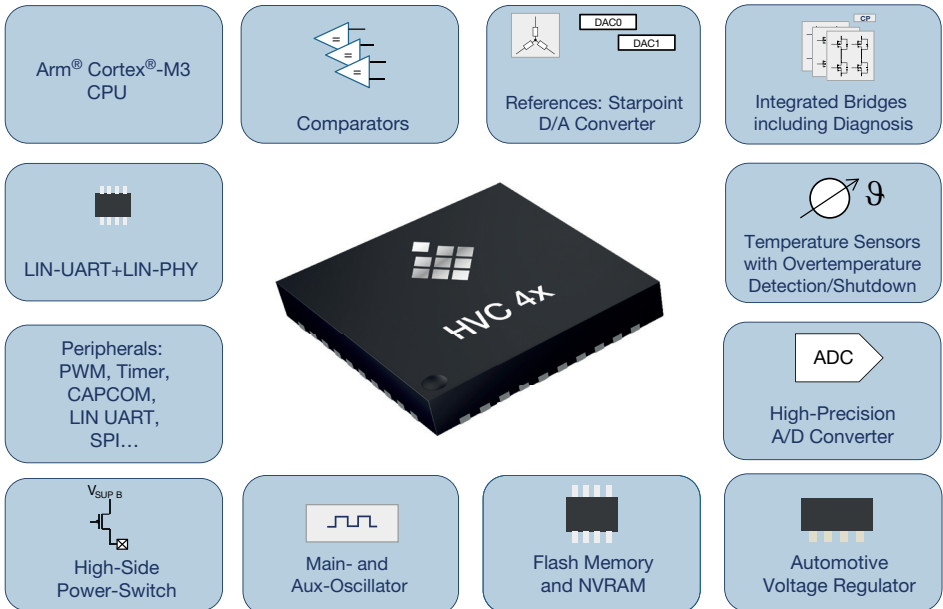 Arm® Cortex®-M3
CPU
=
=
=
Comparators
DAC0
DAC1
References: Starpoint
D/A Converter
CP
Integrated Bridges
including Diagnosis
LIN-UART+LIN-PHY
HVC 4x
ϑ
Temperature Sensors
with Overtemperature
Detection/Shutdown
Peripherals:
PWM, Timer,
CAPCOM,
LIN UART,
SPI...
ADC
High-Precision
A/D Converter
VSUP B
High-Side
Power-Switch
Main- and
Aux-Oscillator
Flash Memory
and NVRAM
Automotive
Voltage Regulator